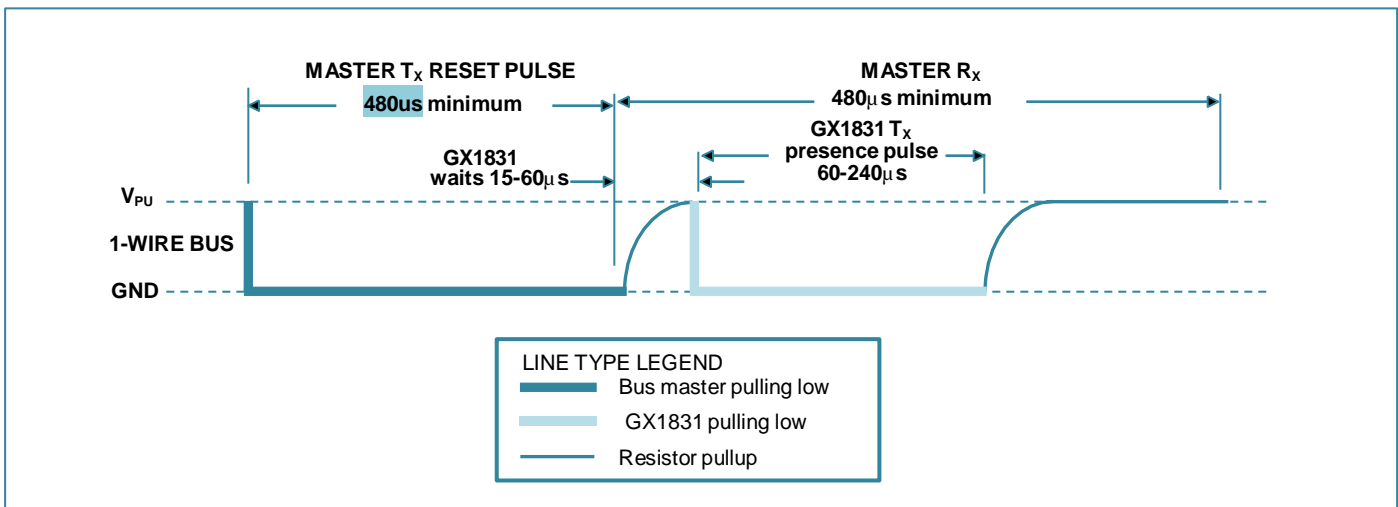 MASTER TX RESET PULSE
480us minimum
MASTER RX
480μs minimum
GX1831 TX
presence pulse
60-240μs
GX1831
waits 15-60μs
VPU
1-WIRE BUS
GND
LINE TYPE LEGEND
Bus master pulling low
GX1831 pulling low
Resistor pullup